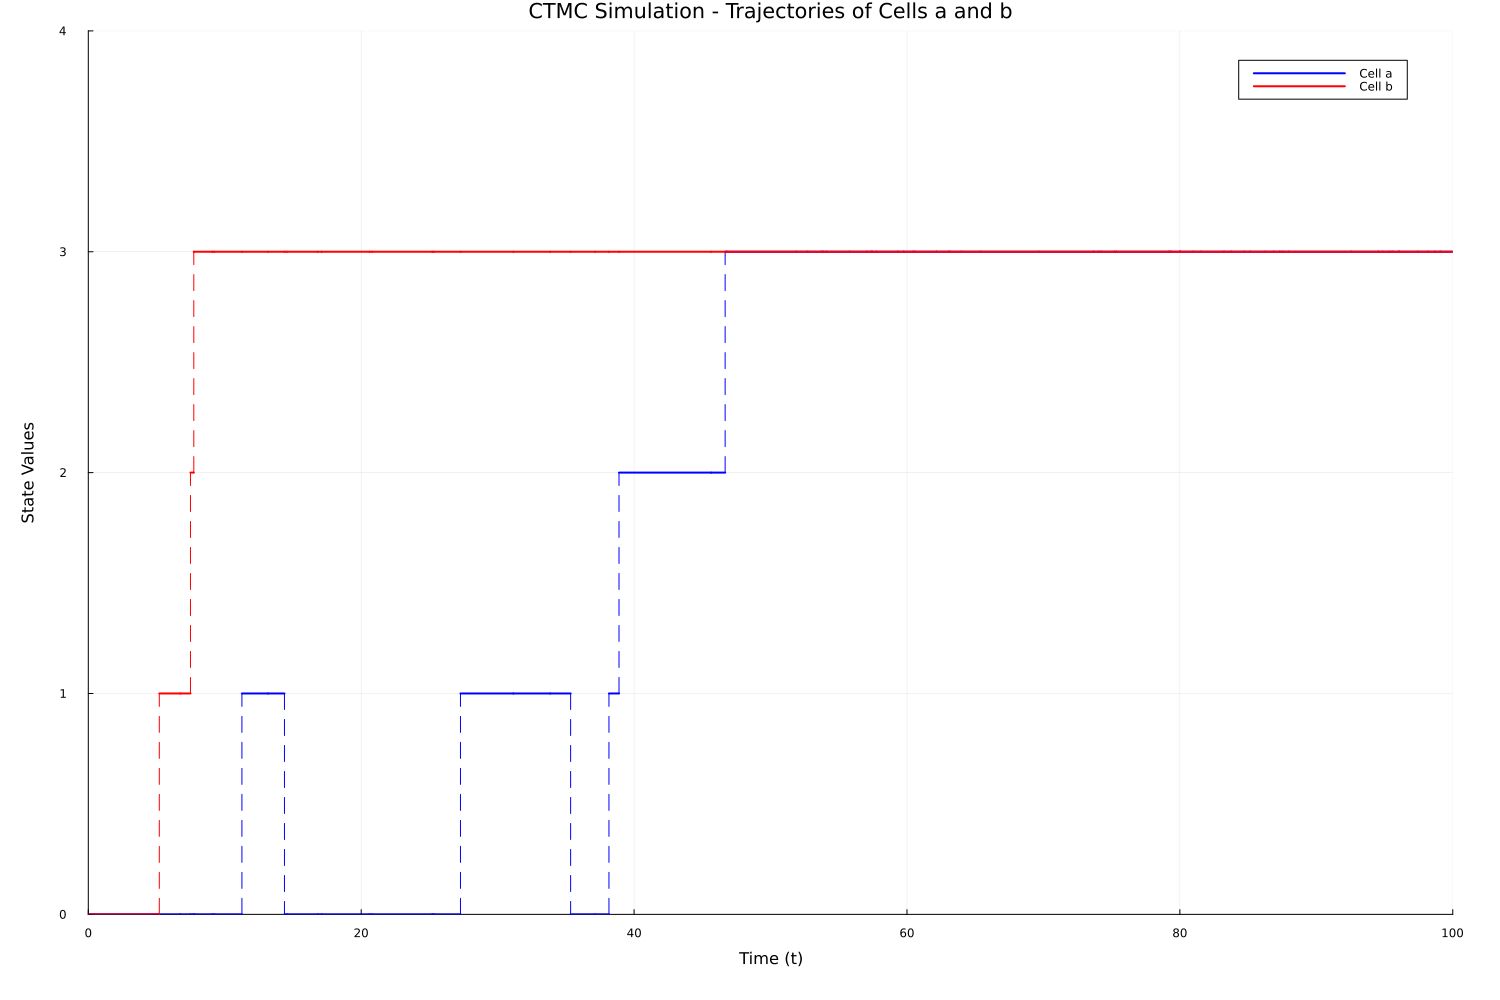 CTMC Simulation - Trajectories of Cells a and b
4
Cell a
Cell b
3
State Values
2
1
0
0 20 40 60 80 100
Time (t)